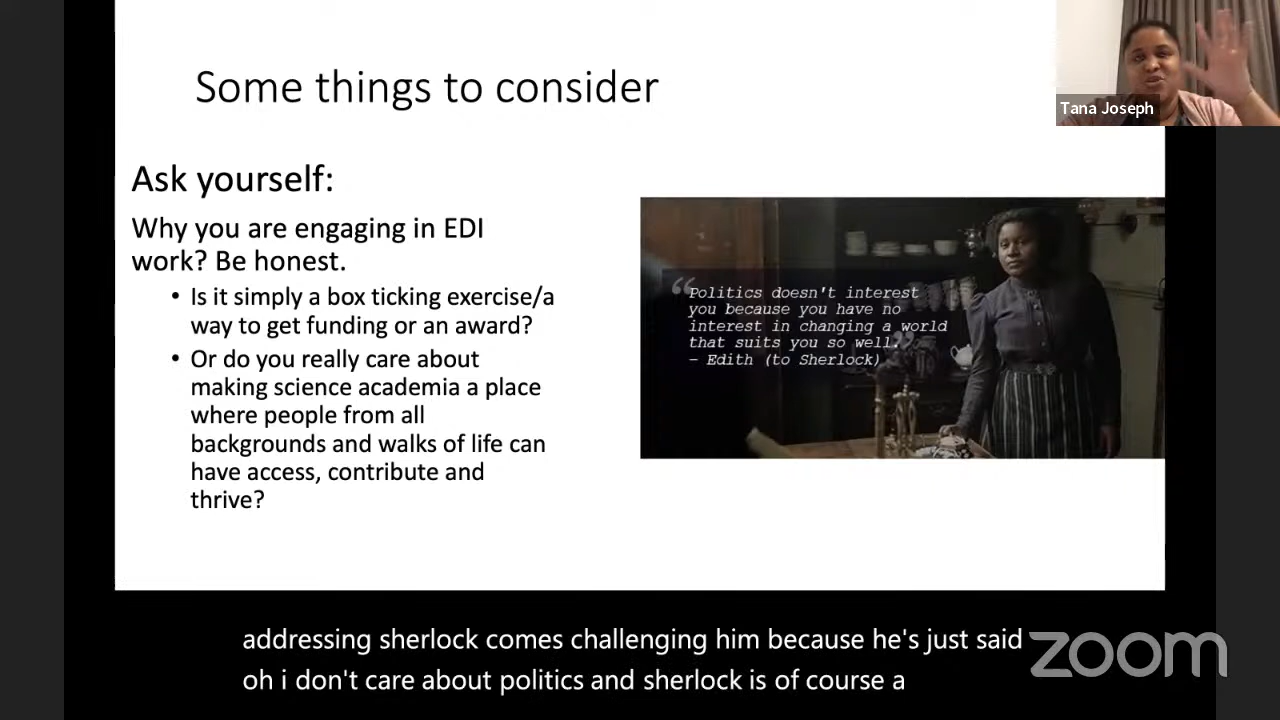 Some things to consider
Tana Joseph
Ask yourself:
Why you are engaging in EDI
work? Be honest.
• Is it simply a box ticking exercise/a
way to get funding or an award?
• Or do you really care about
making science academia a place
where people from all
backgrounds and walks of life can
have access, contribute and
thrive?
“Politics doesn't interest
you because you have no
interest in changing a world
that suits you so well.
– Edith (to Sherlock)
addressing sherlock comes challenging him because he's just said
oh i don't care about politics and sherlock is of course a
zoom